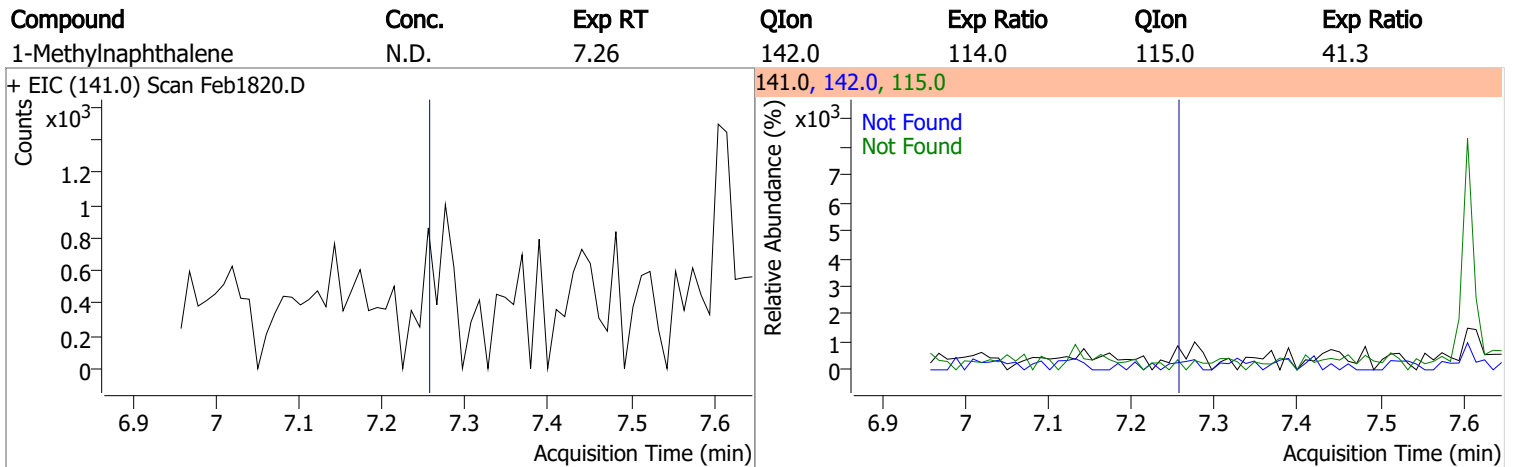 Compound Conc. Exp RT QIon Exp Ratio QIon Exp Ratio
1-Methylnaphthalene N.D. 7.26 142.0 114.0 115.0 41.3
+ EIC (141.0) Scan Feb1820.D
Counts
x10³
1.2
1
0.8
0.6
0.4
0.2
0
6.9 7 7.1 7.2 7.3 7.4 7.5 7.6
Acquisition Time (min)
141.0, 142.0, 115.0
Relative Abundance (%)
x10³
Not Found
Not Found
7
6
5
4
3
2
1
0
6.9 7 7.1 7.2 7.3 7.4 7.5 7.6
Acquisition Time (min)